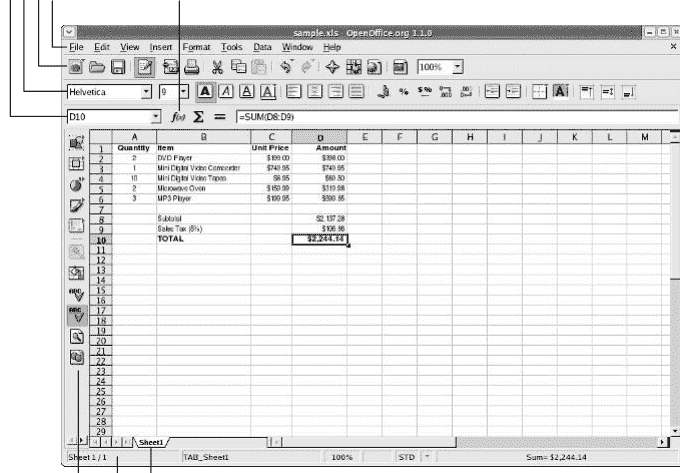 sample.xls - OpenOffice.org 1.1.0
File Edit View Insert Format Tools Data Window Help
100%
Helvetica 9 A A A A
D10 f(x) Σ = =SUM(D8:D9)
A B C D E F G H I J K L M
1 Quantity Item Unit Price Amount
2 2 DVD Player $199.00 $398.00
3 1 Mini Digital Video Camcorder $749.95 $749.95
4 10 Mini Digital Video Tapes
5 2 Microwave Oven $159.99 $319.98
6 3 MP3 Player $199.95
7
8 Subtotal $2,137.28
9 Sales Tax (5%) $106.86
10 TOTAL $2,244.14
11
12
13
14
15
16
17
18
19
20
21
22
23
24
25
26
27
28
29
Sheet1
Sheet 1 / 1 TAB_Sheet1 100% STD * Sum= $2,244.14